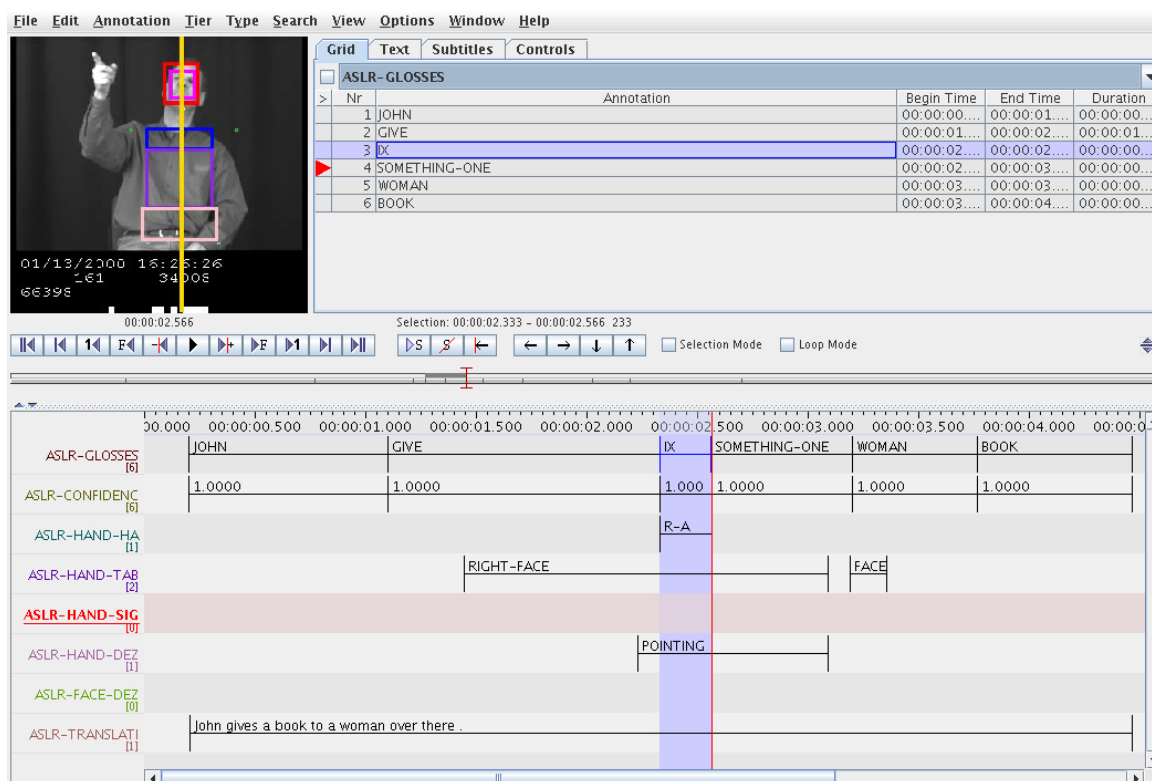 File Edit Annotation Tier Type Search View Options Window Help
Grid Text Subtitles Controls
ASLR-GLOSSES
> Nr Annotation Begin Time End Time Duration
1 JOHN 00:00:00.... 00:00:01.... 00:00:00...
2 GIVE 00:00:01.... 00:00:02.... 00:00:01...
3 IX 00:00:02.... 00:00:02.... 00:00:00...
4 SOMETHING-ONE 00:00:02.... 00:00:03.... 00:00:00...
5 WOMAN 00:00:03.... 00:00:03.... 00:00:00...
6 BOOK 00:00:03.... 00:00:04.... 00:00:00...
01/13/2000 16:26:26
161 34008
66398
00:00:02.566 Selection: 00:00:02.333 - 00:00:02.566 233
1 F + F 1 S S Selection Mode Loop Mode
00.000 00:00:00.500 00:00:01.000 00:00:01.500 00:00:02.000 00:00:02.500 00:00:03.000 00:00:03.500 00:00:04.000 00:00:0
ASLR-GLOSSES [6] JOHN GIVE IX SOMETHING-ONE WOMAN BOOK
ASLR-CONFIDENC [6] 1.0000 1.0000 1.000 1.0000 1.0000 1.0000
ASLR-HAND-HA [1] R-A
ASLR-HAND-TAB [2] RIGHT-FACE FACE
ASLR-HAND-SIG [0]
ASLR-HAND-DEZ [1] POINTING
ASLR-FACE-DEZ [0]
ASLR-TRANSLATI [1] John gives a book to a woman over there .